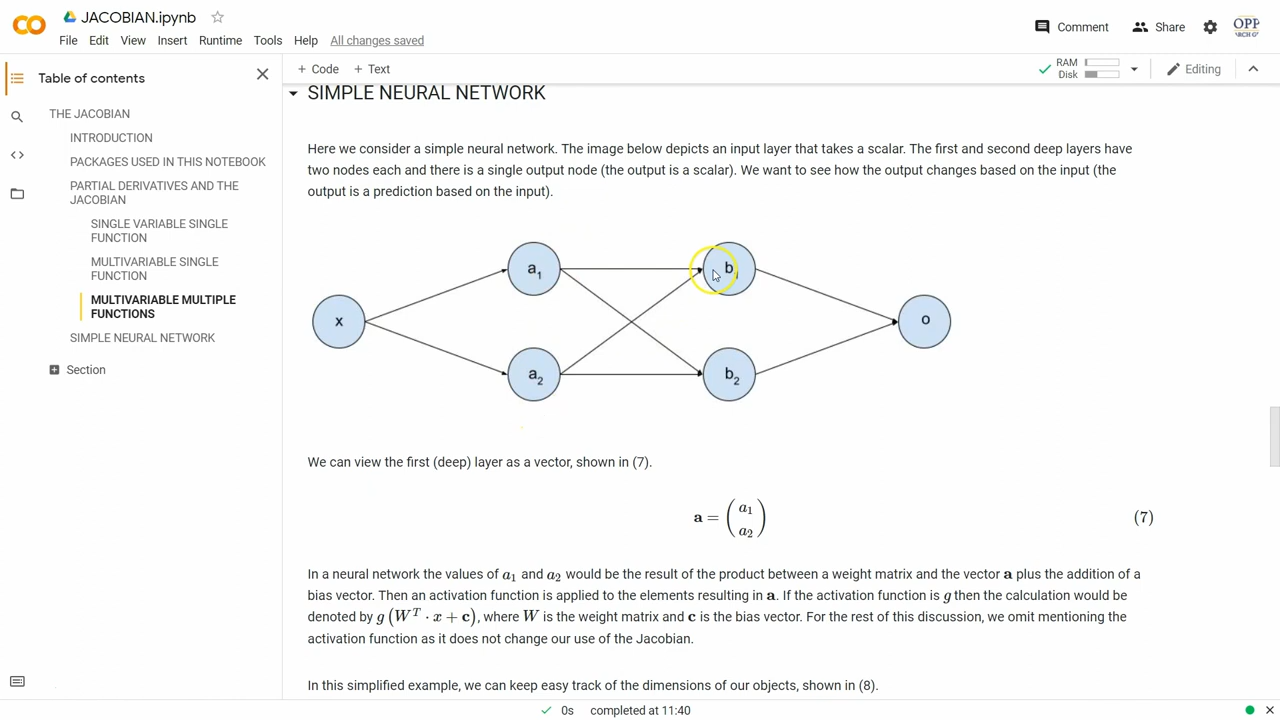 JACOBIAN.ipynb
File Edit View Insert Runtime Tools Help All changes saved
Comment Share OPP
Table of contents
+ Code + Text
RAM
Disk
Editing
THE JACOBIAN
INTRODUCTION
PACKAGES USED IN THIS NOTEBOOK
PARTIAL DERIVATIVES AND THE
JACOBIAN
SINGLE VARIABLE SINGLE
FUNCTION
MULTIVARIABLE SINGLE
FUNCTION
MULTIVARIABLE MULTIPLE
FUNCTIONS
SIMPLE NEURAL NETWORK
Section
SIMPLE NEURAL NETWORK
Here we consider a simple neural network. The image below depicts an input layer that takes a scalar. The first and second deep layers have
two nodes each and there is a single output node (the output is a scalar). We want to see how the output changes based on the input (the
output is a prediction based on the input).
a₁ b₁
x o
a₂ b₂
We can view the first (deep) layer as a vector, shown in (7).
a = (a₁ a₂) (7)
In a neural network the values of a₁ and a₂ would be the result of the product between a weight matrix and the vector a plus the addition of a
bias vector. Then an activation function is applied to the elements resulting in a. If the activation function is g then the calculation would be
denoted by g (Wᵀ · x + c), where W is the weight matrix and c is the bias vector. For the rest of this discussion, we omit mentioning the
activation function as it does not change our use of the Jacobian.
In this simplified example, we can keep easy track of the dimensions of our objects, shown in (8).
0s completed at 11:40